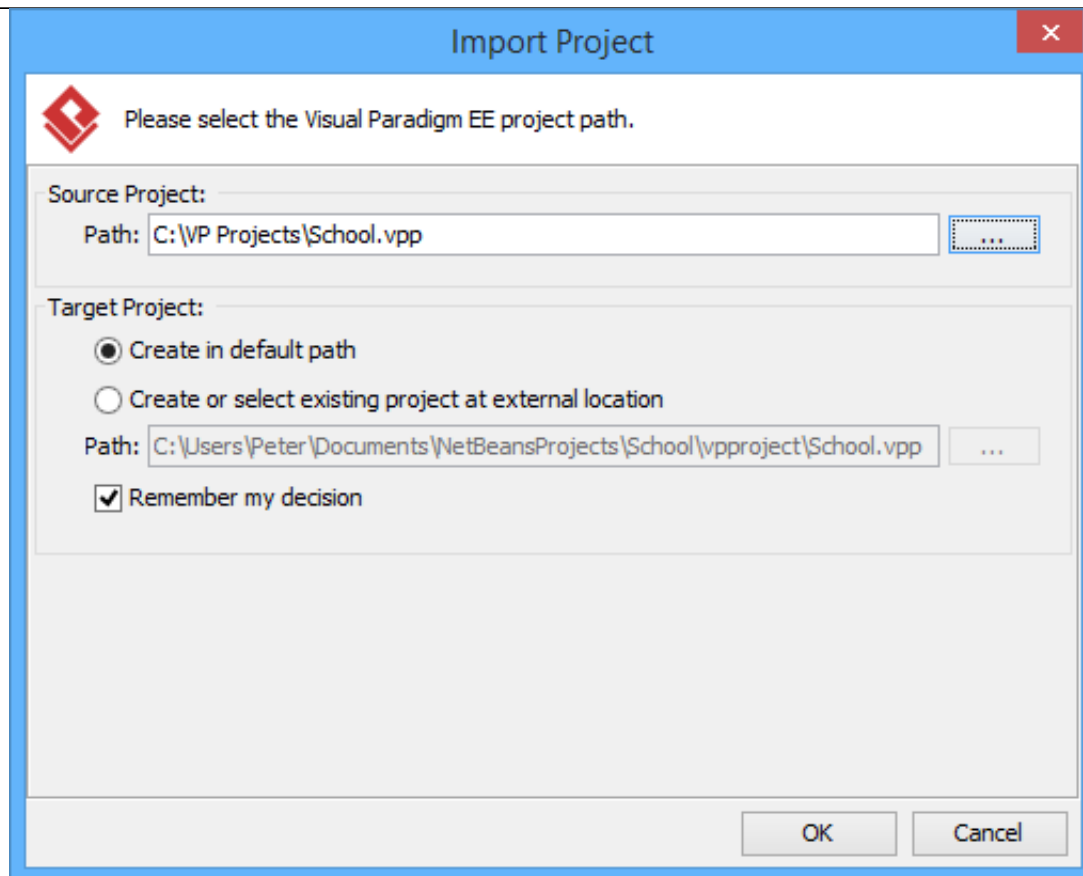 Import Project
Please select the Visual Paradigm EE project path.
Source Project:
Path: C:\VP Projects\School.vpp ...
Target Project:
Create in default path
Create or select existing project at external location
Path: C:\Users\Peter\Documents\NetBeansProjects\School\vpproject\School.vpp ...
Remember my decision
OK Cancel